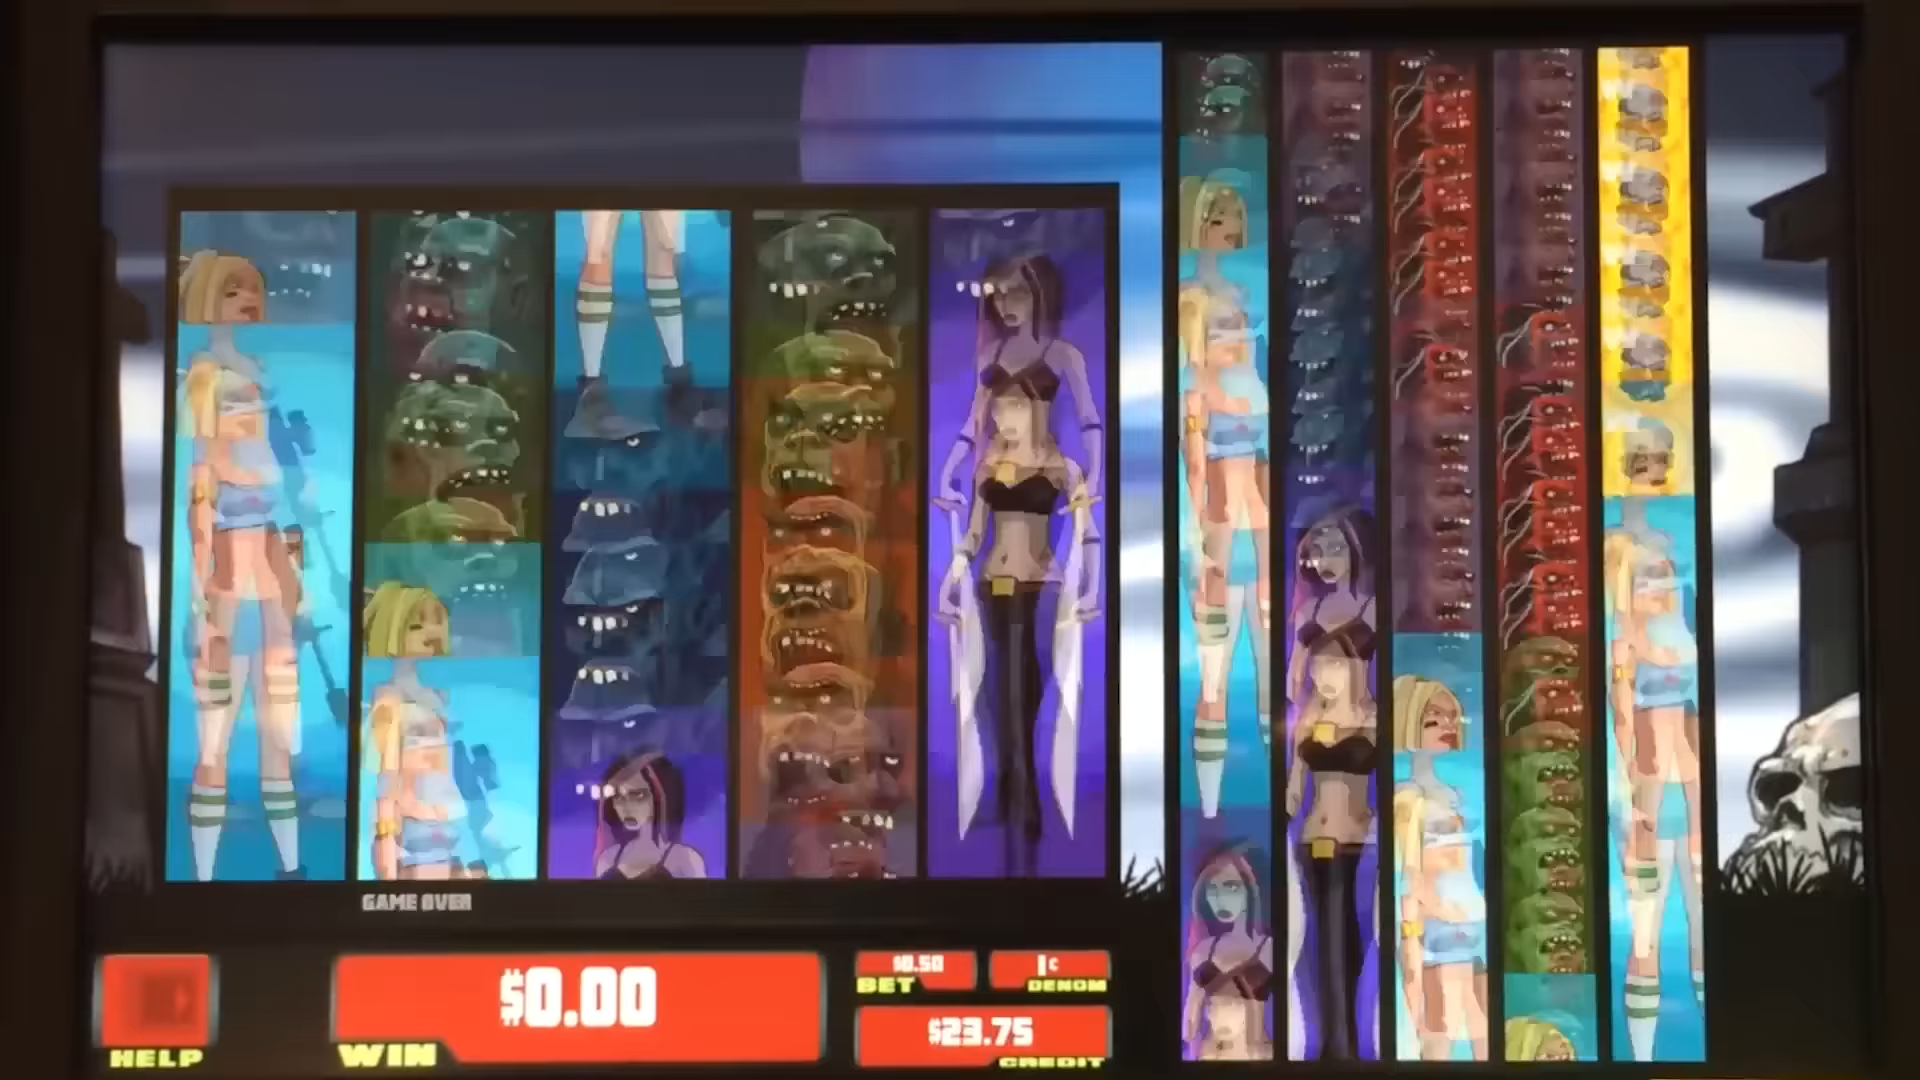 GAME OVER
HELP
$0.00
WIN
$0.50
BET
1¢
DENOM
$23.75
CREDIT